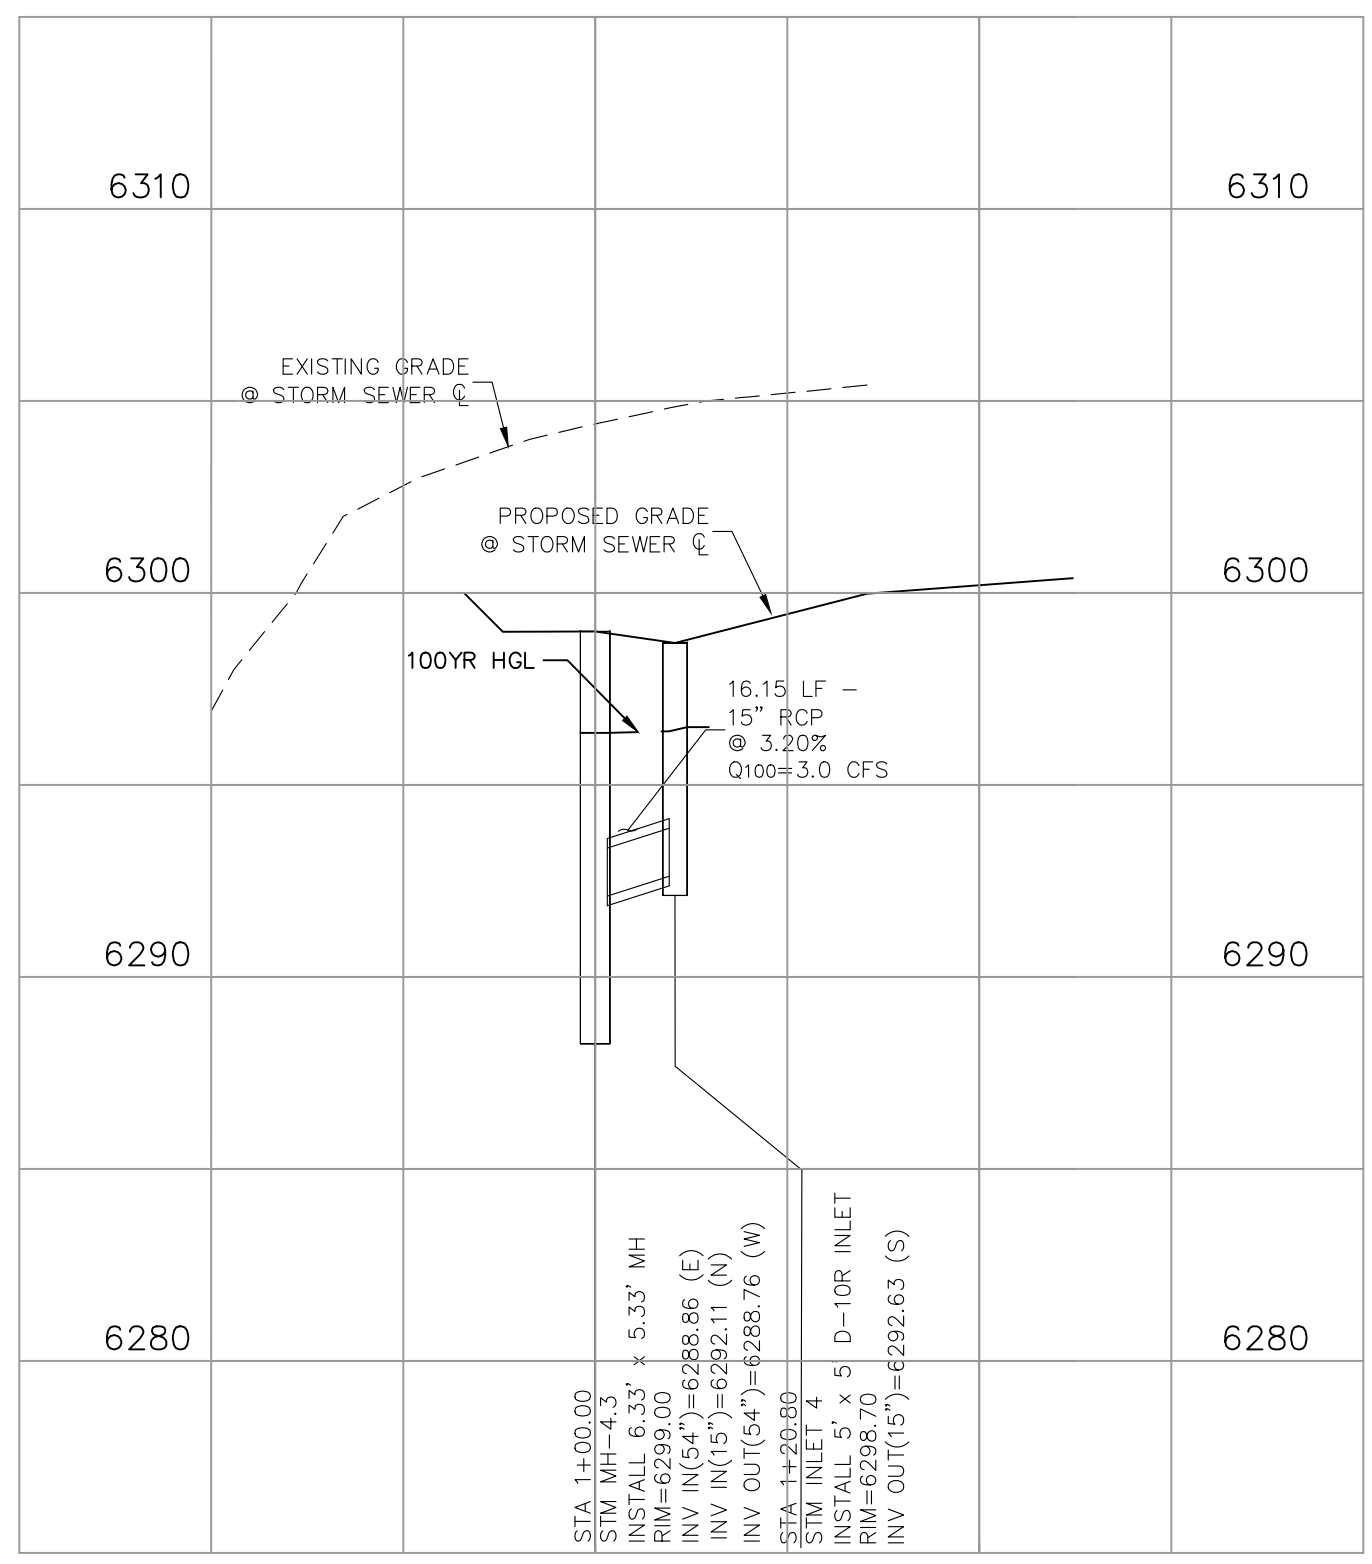 6310
6310
EXISTING GRADE
@ STORM SEWER ℄
PROPOSED GRADE
@ STORM SEWER ℄
6300
6300
100YR HGL
16.15 LF –
15" RCP
@ 3.20%
Q100=3.0 CFS
6290
6290
6280
6280
STA 1+00.00
STM MH-4.3
INSTALL 6.33' x 5.33' MH
RIM=6299.00
INV IN(54")=6288.86 (E)
INV IN(15")=6292.11 (N)
INV OUT(54")=6288.76 (W)
STA 1+20.80
STM INLET 4
INSTALL 5' x 5' D-10R INLET
RIM=6298.70
INV OUT(15")=6292.63 (S)